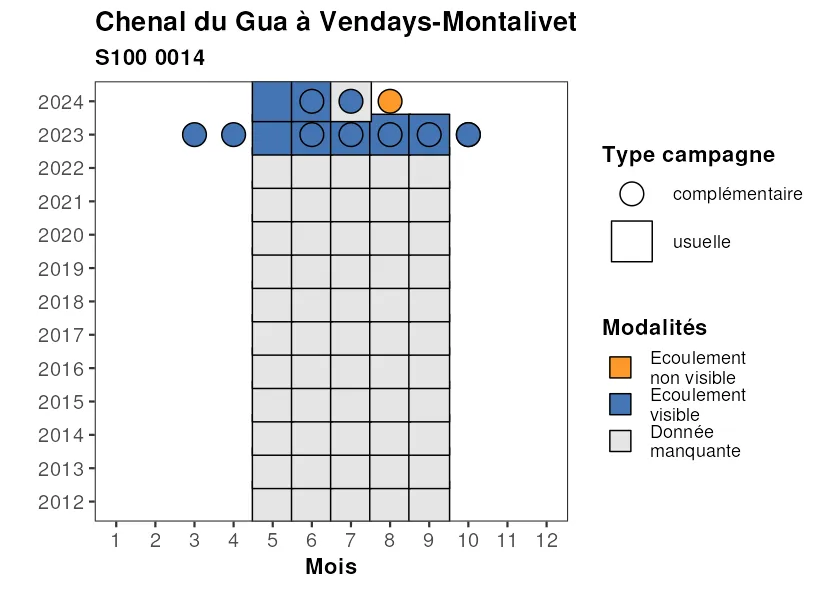 Chenal du Gua à Vendays-Montalivet
S100 0014
2024
2023
2022
2021
2020
2019
2018
2017
2016
2015
2014
2013
2012
1 2 3 4 5 6 7 8 9 10 11 12
Mois
Type campagne
complémentaire
usuelle
Modalités
Ecoulement
non visible
Ecoulement
visible
Donnée
manquante